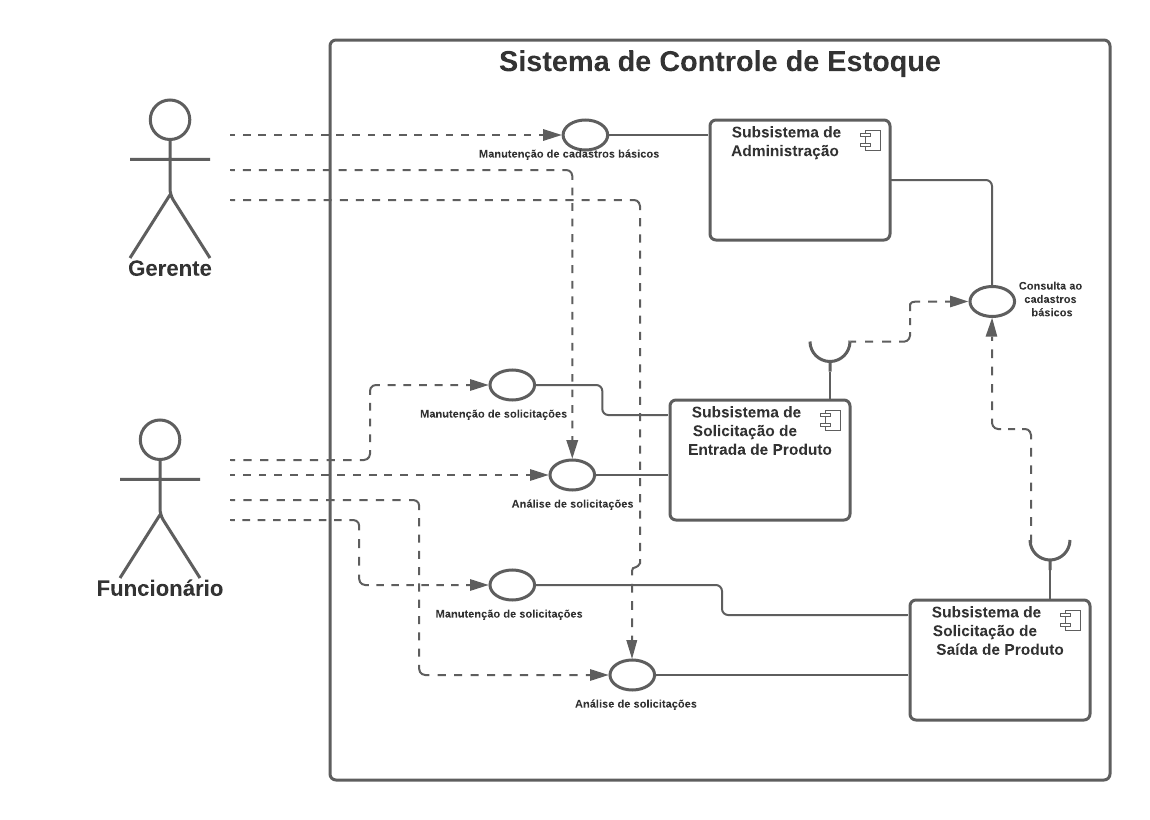 Sistema de Controle de Estoque
Subsistema de
Administração
Manutenção de cadastros básicos
Gerente
Consulta ao
cadastros
básicos
Manutenção de solicitações
Subsistema de
Solicitação de
Entrada de Produto
Análise de solicitações
Funcionário
Manutenção de solicitações
Subsistema de
Solicitação de
Saída de Produto
Análise de solicitações